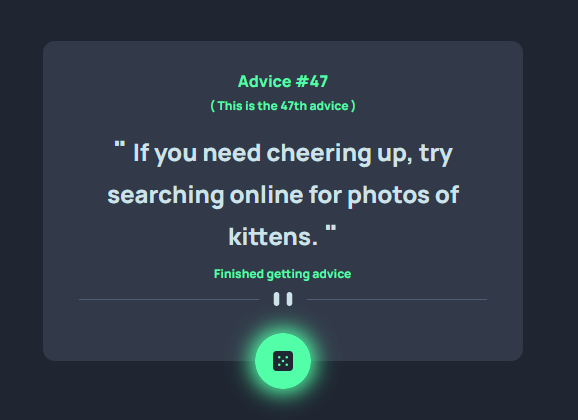 Advice #47
( This is the 47th advice )
" If you need cheering up, try
searching online for photos of
kittens. "
Finished getting advice